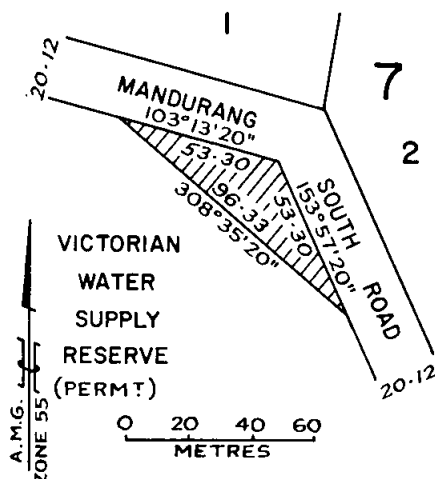 1
7
2
20·12
MANDURANG
103°13'20"
53·30
SOUTH
153°57'20"
53·30
ROAD
96·33
308°35'20"
20·12
VICTORIAN
WATER
SUPPLY
RESERVE
(PERMT)
A.M.G.
ZONE 55
0 20 40 60
METRES